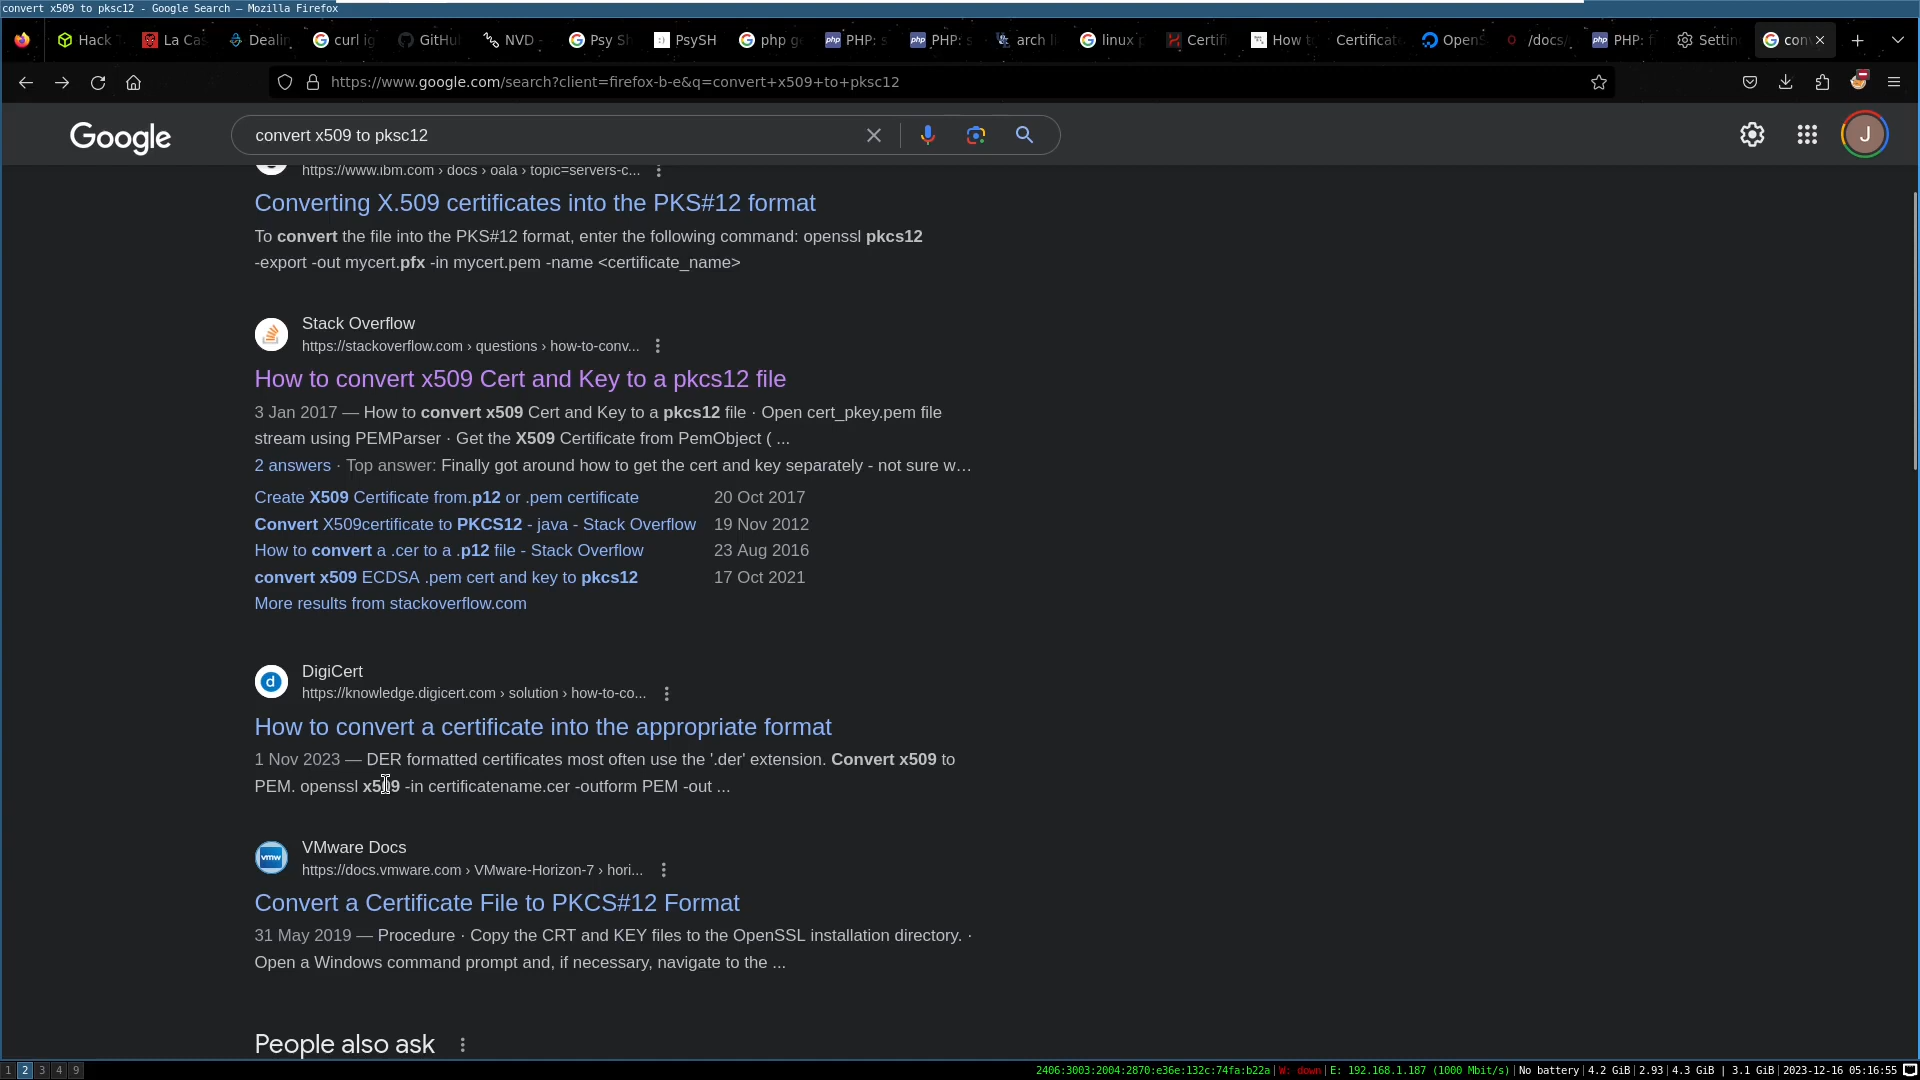 convert x509 to pksc12 - Google Search — Mozilla Firefox
Hack
La Cas
Dealin
curl ig
GitHu
NVD -
Psy Sh
PsySH
php g
PHP: s
PHP: s
arch li
linux p
Certifi
How t
Certificat
OpenS
/docs/
PHP: f
Settin
con
https://www.google.com/search?client=firefox-b-e&q=convert+x509+to+pksc12
Google
convert x509 to pksc12
J
https://www.ibm.com › docs › oala › topic=servers-c...
Converting X.509 certificates into the PKS#12 format
To convert the file into the PKS#12 format, enter the following command: openssl pkcs12
-export -out mycert.pfx -in mycert.pem -name <certificate_name>
Stack Overflow
https://stackoverflow.com › questions › how-to-conv...
How to convert x509 Cert and Key to a pkcs12 file
3 Jan 2017 — How to convert x509 Cert and Key to a pkcs12 file · Open cert_pkey.pem file
stream using PEMParser · Get the X509 Certificate from PemObject ( ...
2 answers · Top answer: Finally got around how to get the cert and key separately - not sure w...
Create X509 Certificate from.p12 or .pem certificate 20 Oct 2017
Convert X509certificate to PKCS12 - java - Stack Overflow 19 Nov 2012
How to convert a .cer to a .p12 file - Stack Overflow 23 Aug 2016
convert x509 ECDSA .pem cert and key to pkcs12 17 Oct 2021
More results from stackoverflow.com
DigiCert
https://knowledge.digicert.com › solution › how-to-co...
How to convert a certificate into the appropriate format
1 Nov 2023 — DER formatted certificates most often use the '.der' extension. Convert x509 to
PEM. openssl x509 -in certificatename.cer -outform PEM -out ...
VMware Docs
https://docs.vmware.com › VMware-Horizon-7 › hori...
Convert a Certificate File to PKCS#12 Format
31 May 2019 — Procedure · Copy the CRT and KEY files to the OpenSSL installation directory. ·
Open a Windows command prompt and, if necessary, navigate to the ...
People also ask
1 2 3 4 9
2406:3003:2004:2870:e36e:132c:74fa:b22a|W: down|E: 192.168.1.187 (1000 Mbit/s)|No battery|4.2 GiB|2.93|4.3 GiB | 3.1 GiB|2023-12-16 05:16:55